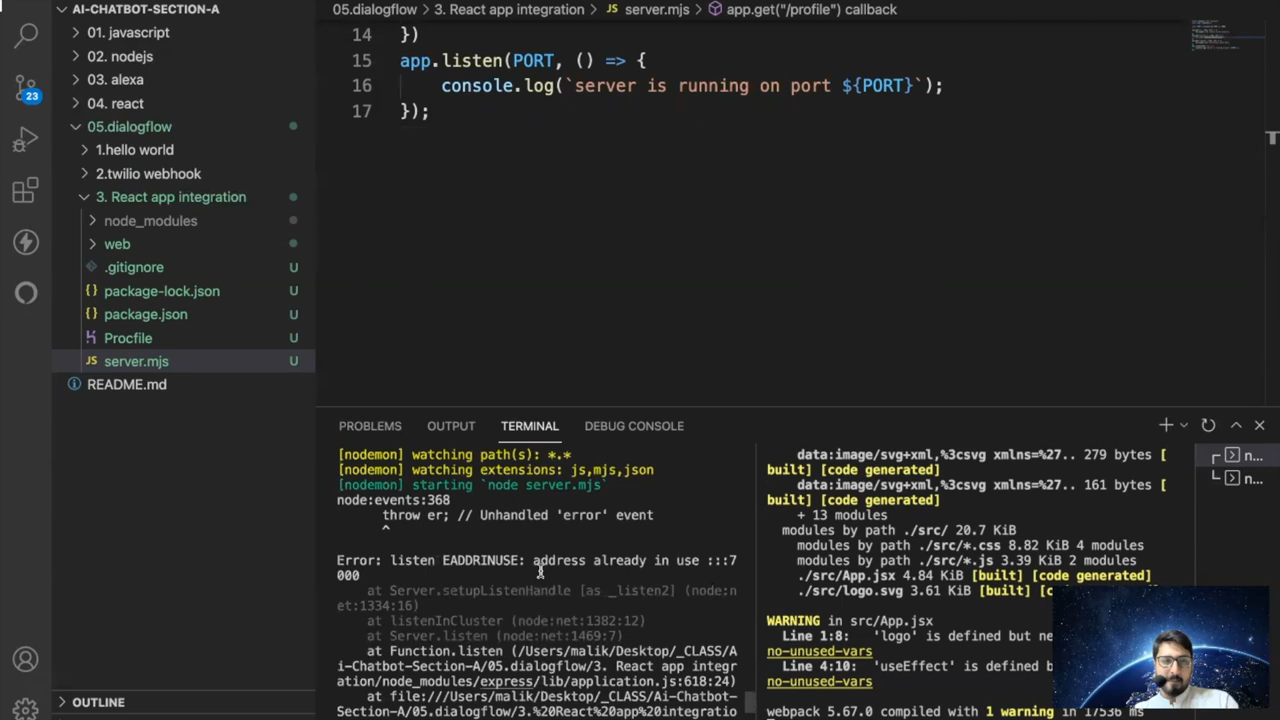 AI-CHATBOT-SECTION-A
01. javascript
02. nodejs
03. alexa
04. react
05.dialogflow
1.hello world
2.twilio webhook
3. React app integration
node_modules
web
.gitignore U
package-lock.json U
package.json U
Procfile U
JS server.mjs U
README.md
OUTLINE
23
05.dialogflow > 3. React app integration > JS server.mjs > app.get("/profile") callback
14 })
15 app.listen(PORT, () => {
16 console.log(`server is running on port ${PORT}`);
17 });
PROBLEMS OUTPUT TERMINAL DEBUG CONSOLE
[nodemon] watching path(s): *.*
[nodemon] watching extensions: js,mjs,json
[nodemon] starting `node server.mjs`
node:events:368
throw er; // Unhandled 'error' event
^
Error: listen EADDRINUSE: address already in use :::7
000
at Server.setupListenHandle [as _listen2] (node:n
et:1334:16)
at listenInCluster (node:net:1382:12)
at Server.listen (node:net:1469:7)
at Function.listen (/Users/malik/Desktop/_CLASS/A
i-Chatbot-Section-A/05.dialogflow/3. React app integr
ation/node_modules/express/lib/application.js:618:24)
at file:///Users/malik/Desktop/_CLASS/Ai-Chatbot-
Section-A/05.dialogflow/3.%20React%20app%20integratio
data:image/svg+xml,%3csvg xmlns=%27.. 279 bytes [
built] [code generated]
data:image/svg+xml,%3csvg xmlns=%27.. 161 bytes [
built] [code generated]
+ 13 modules
modules by path ./src/ 20.7 KiB
modules by path ./src/*.css 8.82 KiB 4 modules
modules by path ./src/*.js 3.39 KiB 2 modules
./src/App.jsx 4.84 KiB [built] [code generated]
./src/logo.svg 3.61 KiB [built] [code
WARNING in src/App.jsx
Line 1:8: 'logo' is defined but
no-unused-vars
Line 4:10: 'useEffect' is defined
no-unused-vars
webpack 5.67.0 compiled with 1 warning in 17536 ms
n...
n...